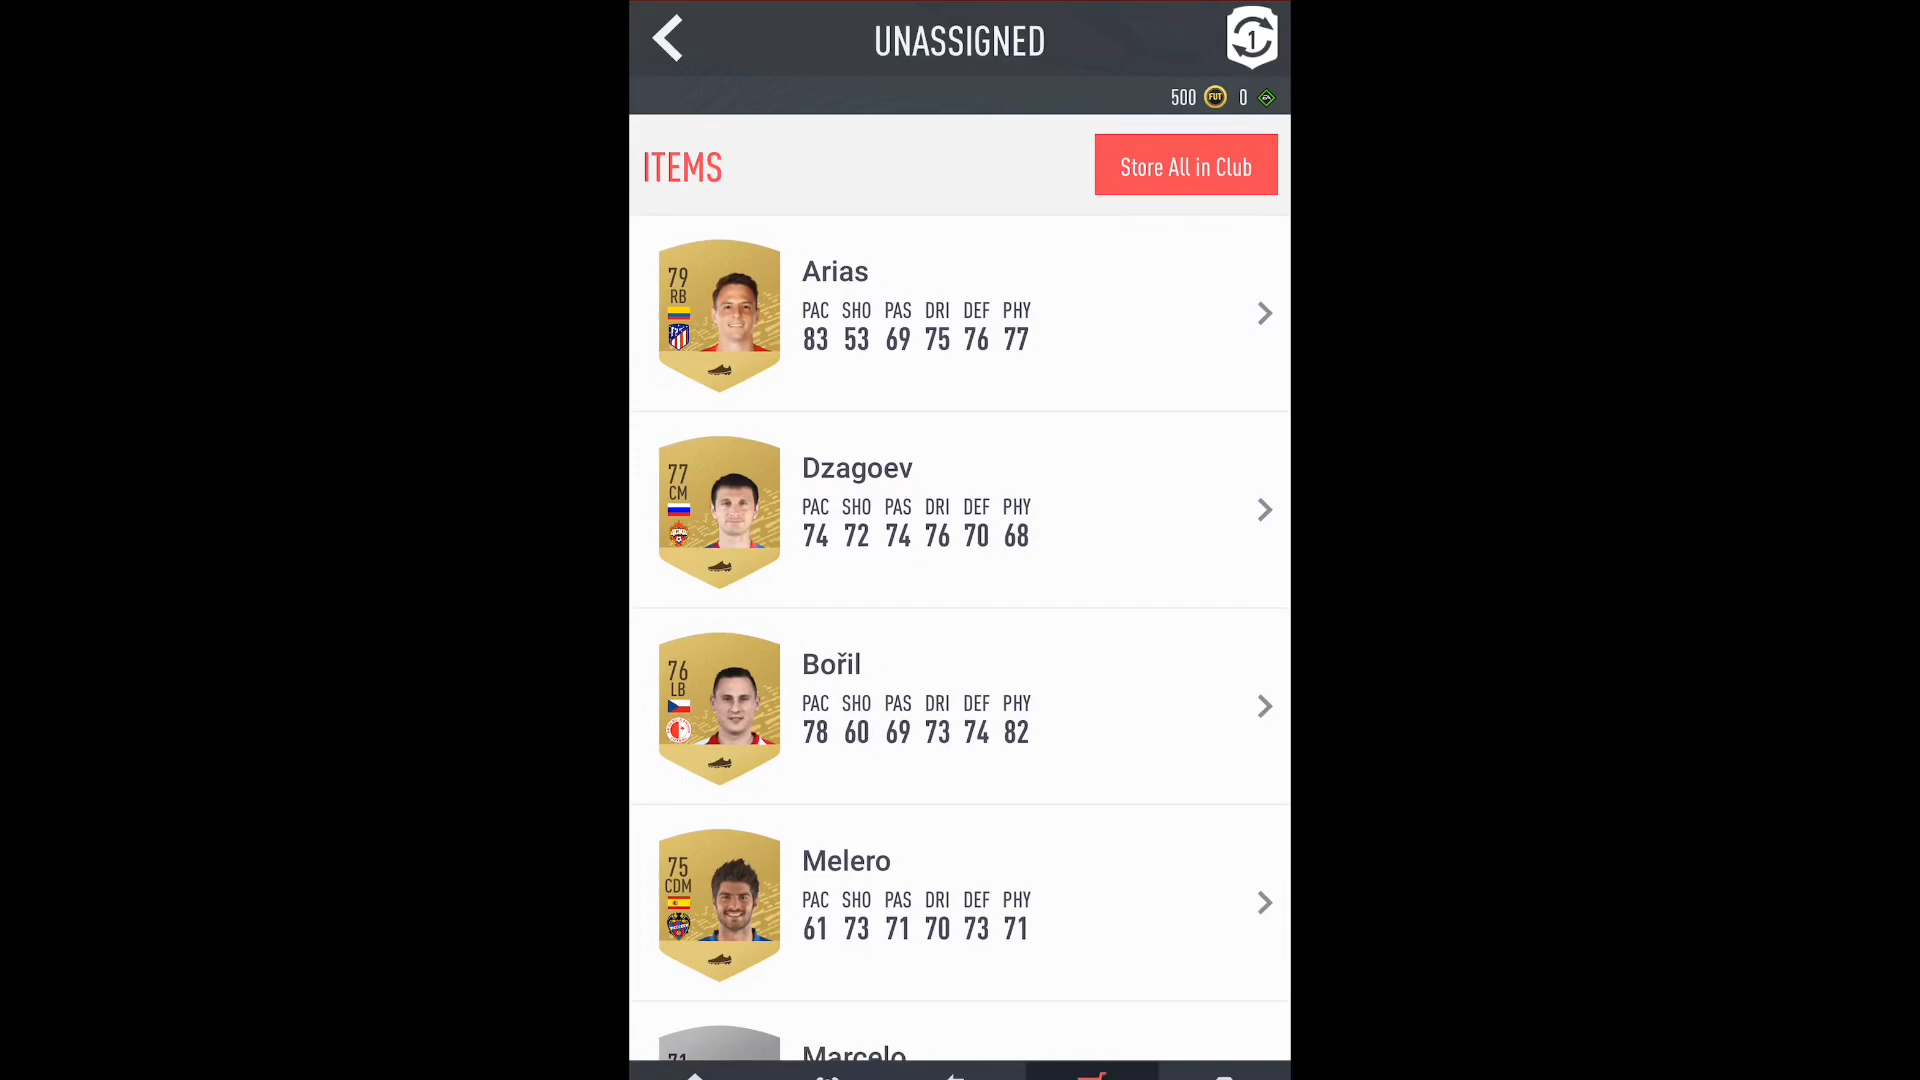 UNASSIGNED
1
500 FUT 0
ITEMS
Store All in Club
79
RB
Arias
PAC SHO PAS DRI DEF PHY
83 53 69 75 76 77
77
CM
Dzagoev
PAC SHO PAS DRI DEF PHY
74 72 74 76 70 68
76
LB
Bořil
PAC SHO PAS DRI DEF PHY
78 60 69 73 74 82
75
CDM
Melero
PAC SHO PAS DRI DEF PHY
61 73 71 70 73 71
71
Marcelo